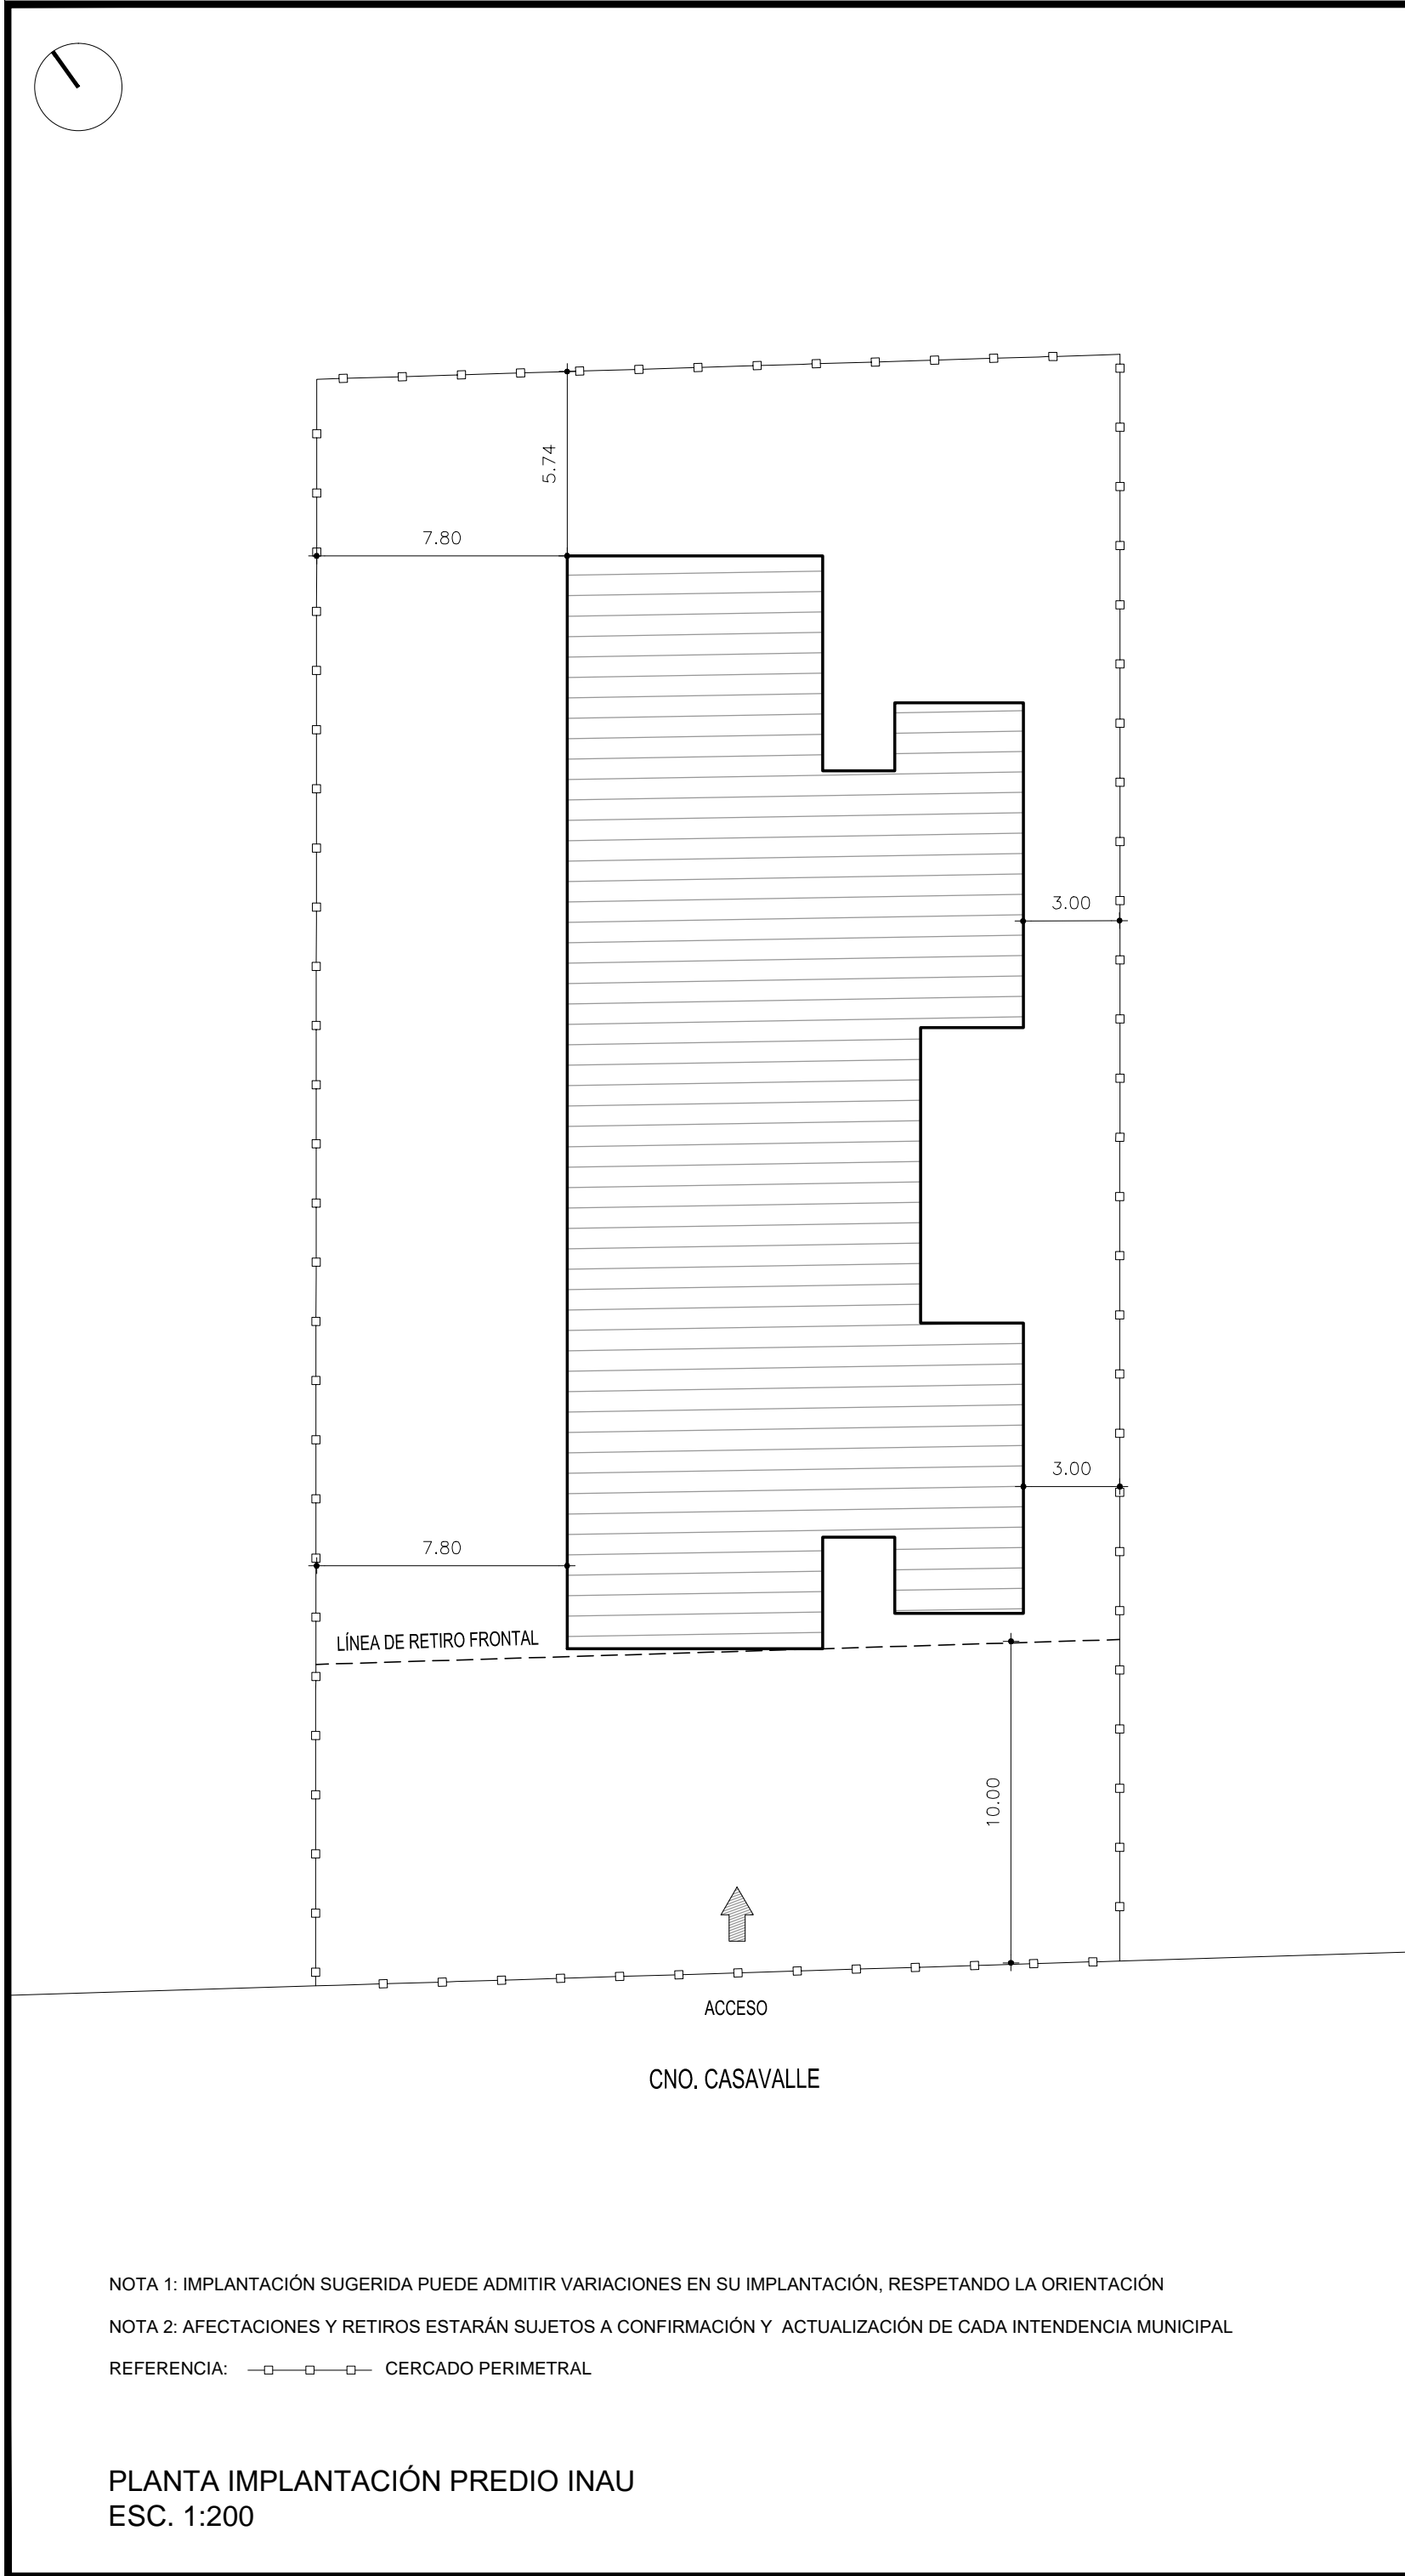 5.74
7.80
3.00
3.00
7.80
LÍNEA DE RETIRO FRONTAL
10.00
ACCESO
CNO. CASAVALLE
NOTA 1: IMPLANTACIÓN SUGERIDA PUEDE ADMITIR VARIACIONES EN SU IMPLANTACIÓN, RESPETANDO LA ORIENTACIÓN
NOTA 2: AFECTACIONES Y RETIROS ESTARÁN SUJETOS A CONFIRMACIÓN Y ACTUALIZACIÓN DE CADA INTENDENCIA MUNICIPAL
REFERENCIA: CERCADO PERIMETRAL
PLANTA IMPLANTACIÓN PREDIO INAU
ESC. 1:200